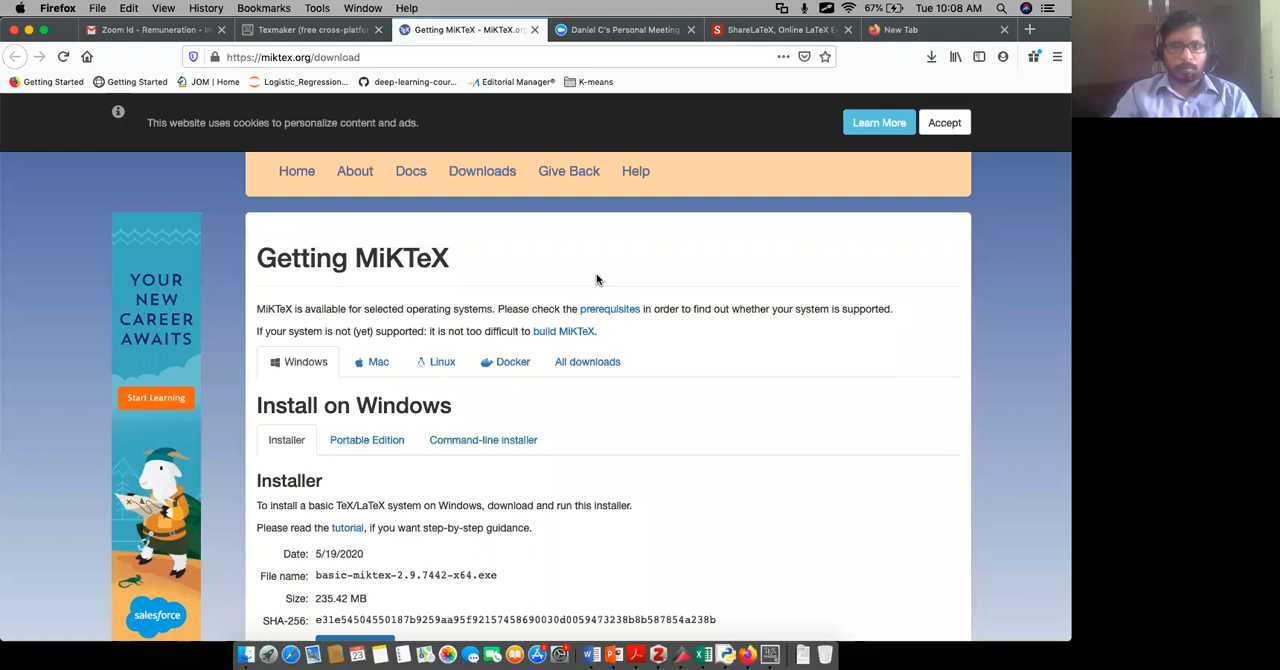 Firefox File Edit View History Bookmarks Tools Window Help 67% Tue 10:08 AM
Zoom Id - Remuneration - In Texmaker (free cross-platfo Getting MiKTeX - MiKTeX.org Daniel C's Personal Meeting ShareLaTeX, Online LaTeX E New Tab
https://miktex.org/download
Getting Started Getting Started JOM | Home Logistic_Regression... deep-learning-cour... Editorial Manager® K-means
This website uses cookies to personalize content and ads. Learn More Accept
Home About Docs Downloads Give Back Help
YOUR
NEW
CAREER
AWAITS
Start Learning
salesforce
Getting MiKTeX
MiKTeX is available for selected operating systems. Please check the prerequisites in order to find out whether your system is supported.
If your system is not (yet) supported: it is not too difficult to build MiKTeX.
Windows Mac Linux Docker All downloads
Install on Windows
Installer Portable Edition Command-line installer
Installer
To install a basic TeX/LaTeX system on Windows, download and run this installer.
Please read the tutorial, if you want step-by-step guidance.
Date: 5/19/2020
File name: basic-miktex-2.9.7442-x64.exe
Size: 235.42 MB
SHA-256: e31e54504550187b9259aa95f92157458690030d0059473238b8b587854a238b